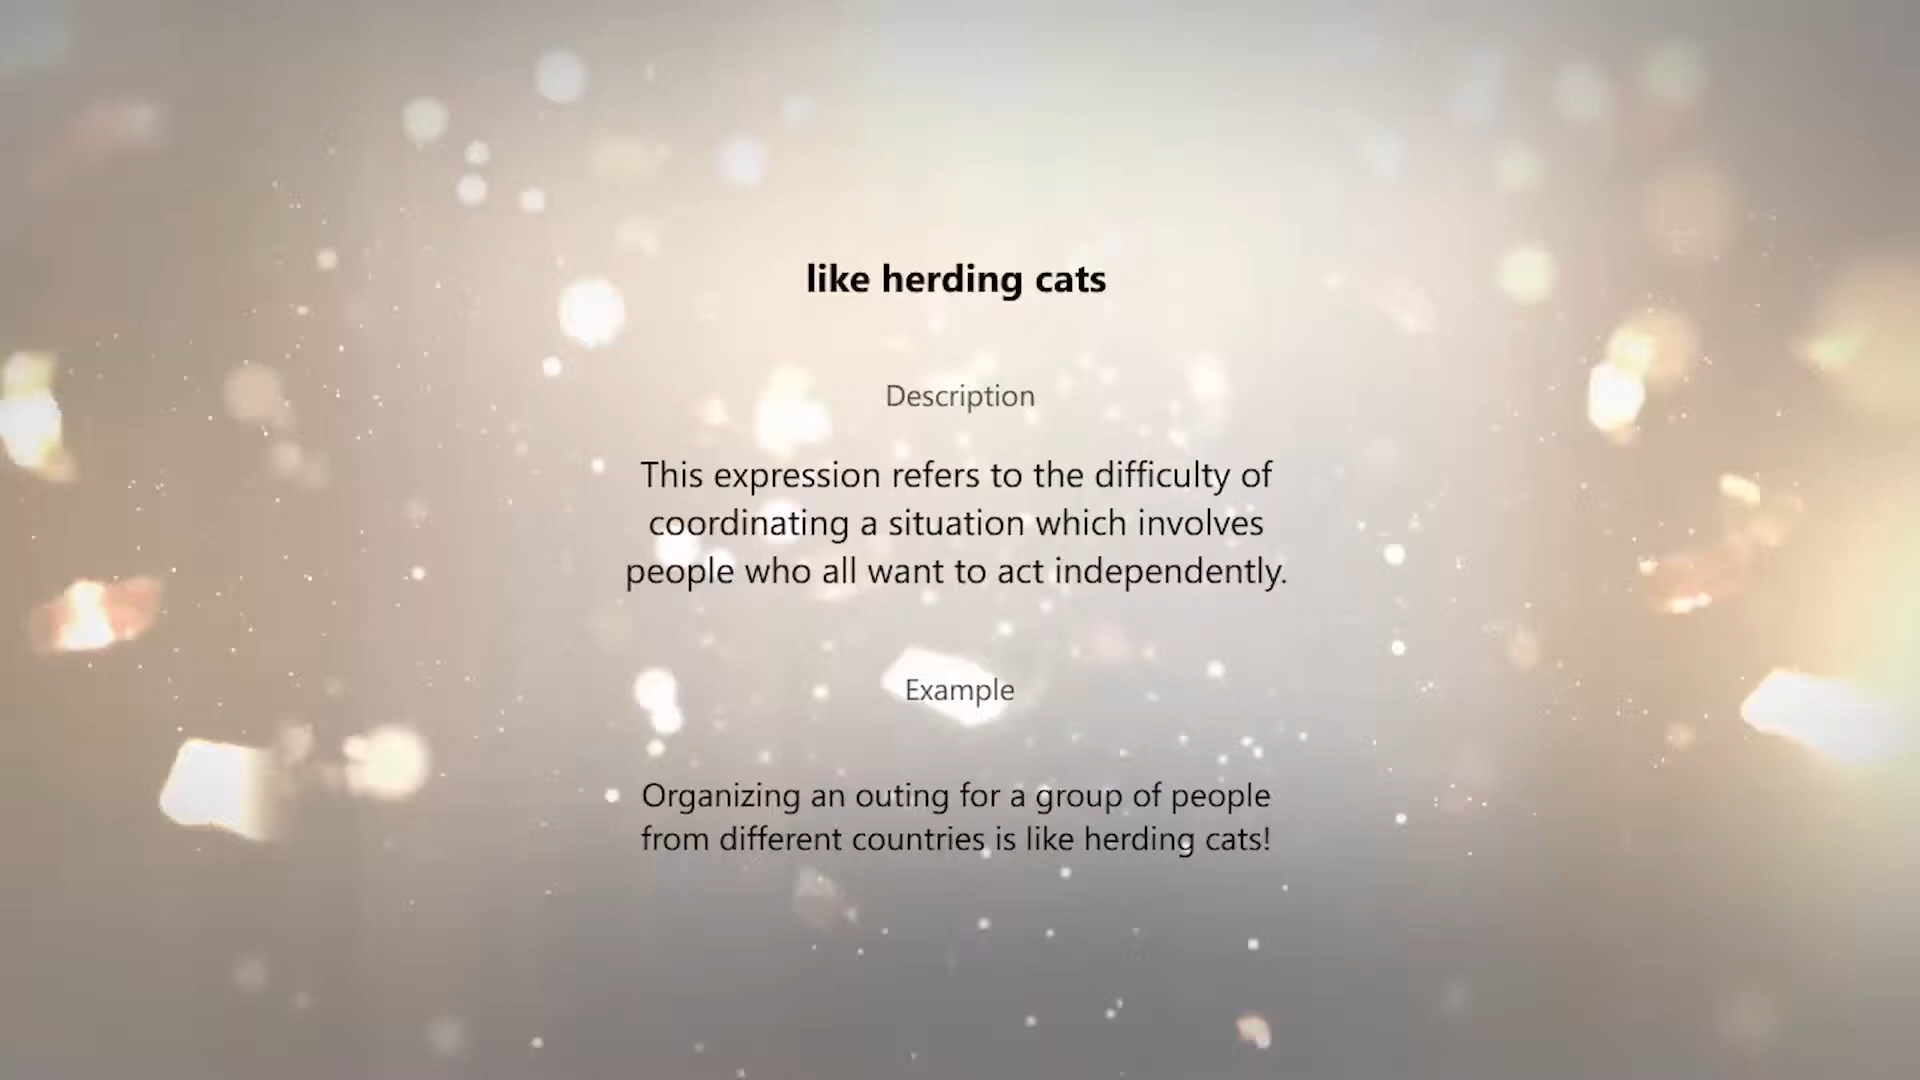 like herding cats
Description
This expression refers to the difficulty of
coordinating a situation which involves
people who all want to act independently.
Example
Organizing an outing for a group of people
from different countries is like herding cats!